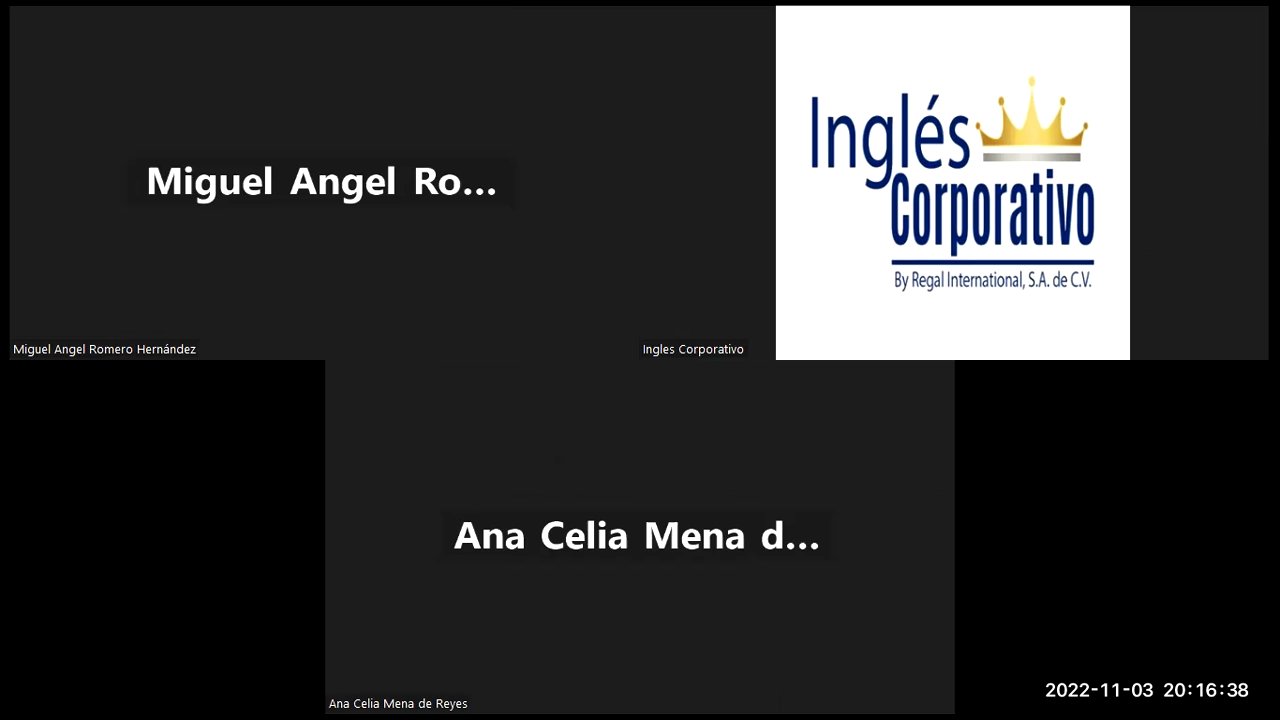 Miguel Angel Ro...
Miguel Angel Romero Hernández
Inglés
Corporativo
By Regal International, S.A. de C.V.
Ingles Corporativo
Ana Celia Mena d...
Ana Celia Mena de Reyes
2022-11-03 20:16:38